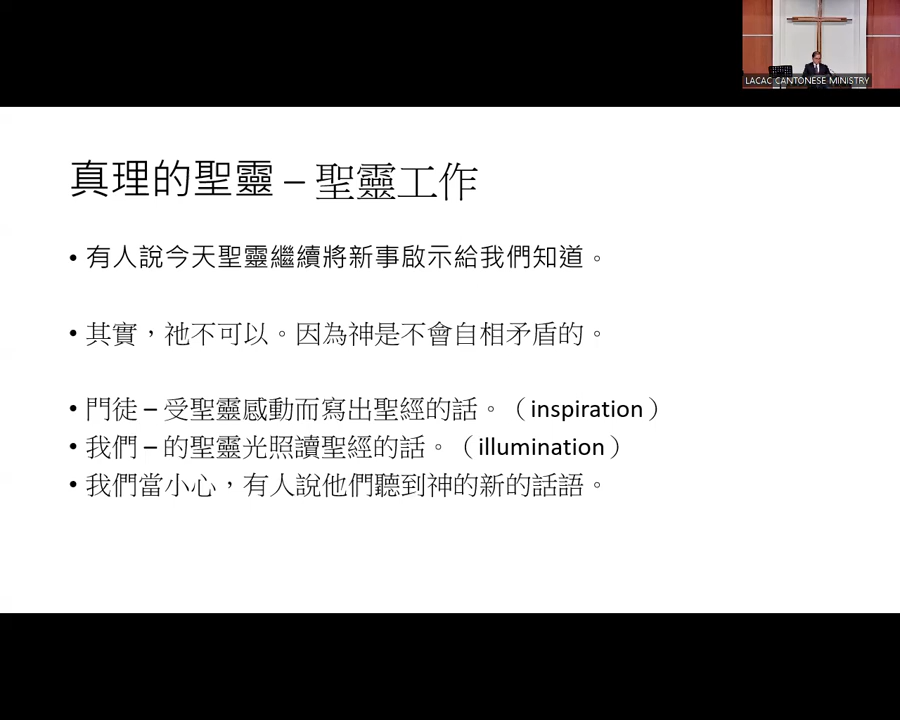 LACAC CANTONESE MINISTRY
真理的聖靈 – 聖靈工作
• 有人說今天聖靈繼續將新事啟示給我們知道。
• 其實，祂不可以。因為神是不會自相矛盾的。
• 門徒 – 受聖靈感動而寫出聖經的話。（inspiration）
• 我們 – 的聖靈光照讀聖經的話。（illumination）
• 我們當小心，有人說他們聽到神的新的話語。